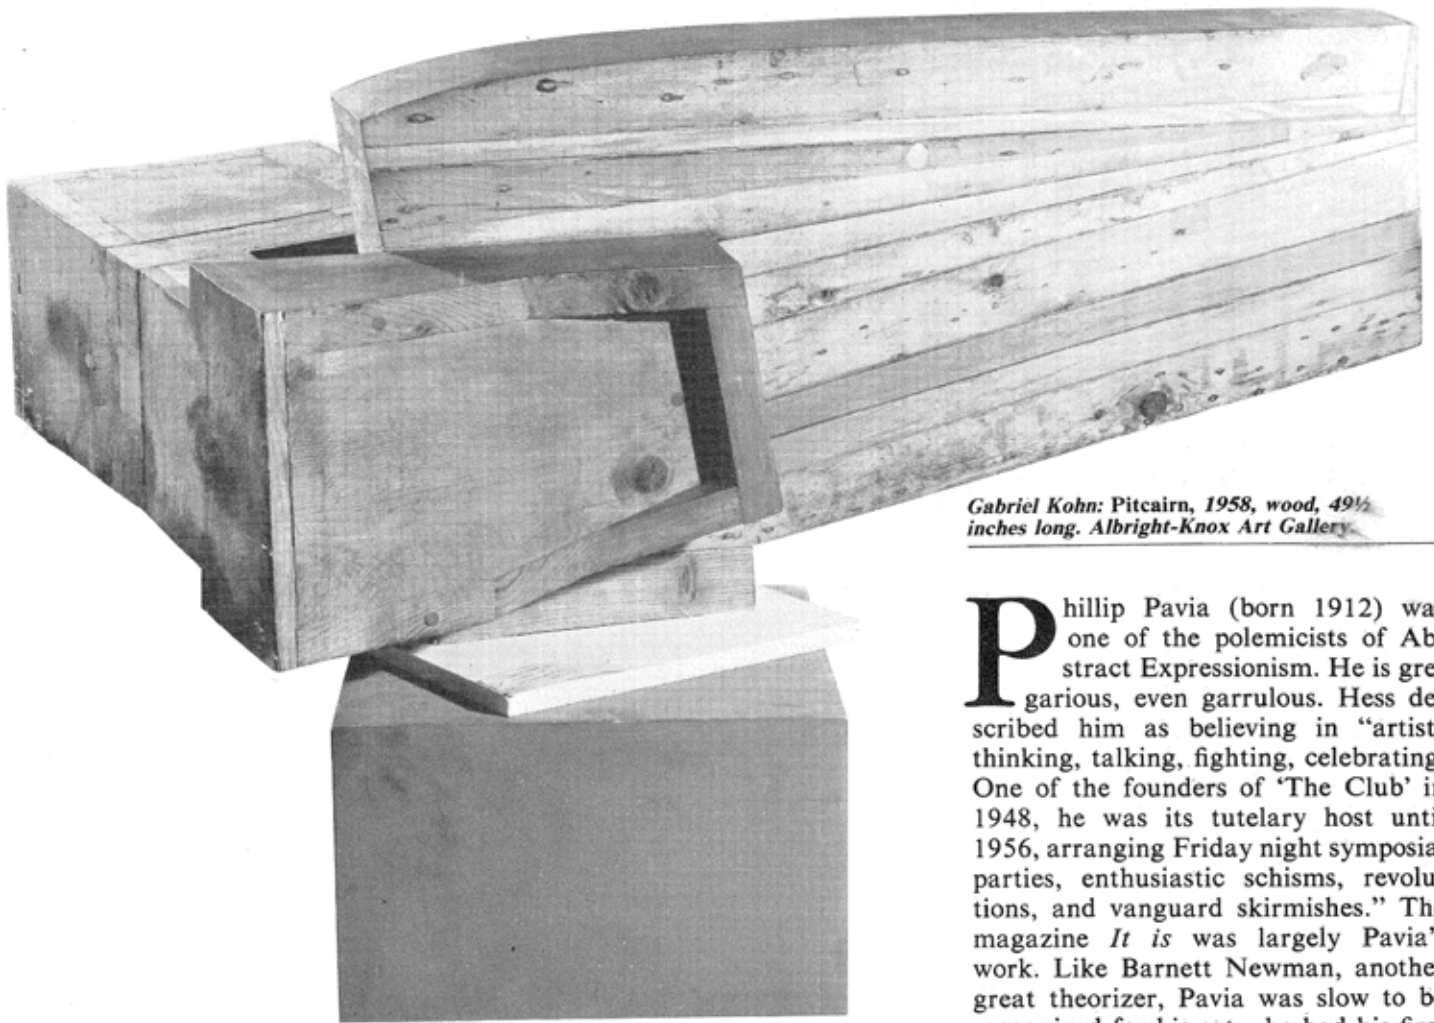 Gabriel Kohn: Pitcairn, 1958, wood, 49½
inches long. Albright-Knox Art Gallery.
Phillip Pavia (born 1912) wa
one of the polemicists of Ab
stract Expressionism. He is gre
garious, even garrulous. Hess de
scribed him as believing in “artist
thinking, talking, fighting, celebrating
One of the founders of ‘The Club’ i
1948, he was its tutelary host unti
1956, arranging Friday night symposia
parties, enthusiastic schisms, revolu
tions, and vanguard skirmishes.” Th
magazine It is was largely Pavia’
work. Like Barnett Newman, anothe
great theorizer, Pavia was slow to b